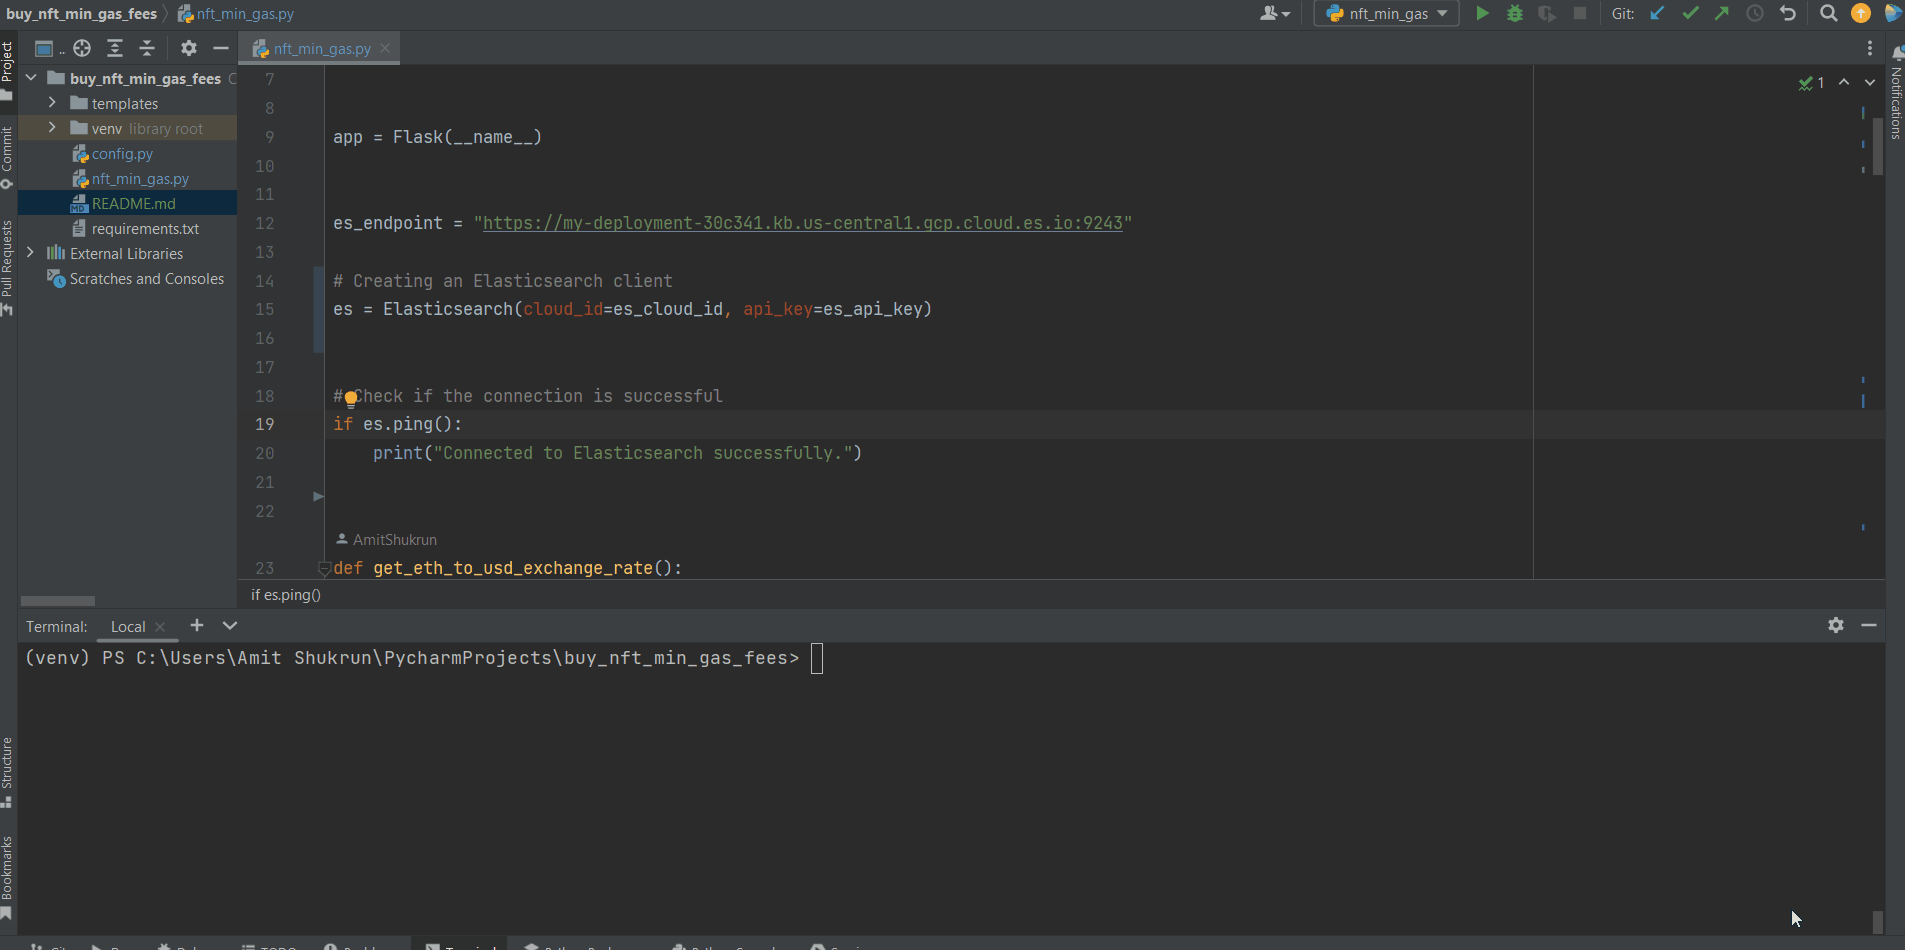 buy_nft_min_gas_fees nft_min_gas.py nft_min_gas Git:
Project
Commit
Pull Requests
Structure
Bookmarks
Notifications
..
buy_nft_min_gas_fees
templates
venv library root
config.py
nft_min_gas.py
README.md
requirements.txt
External Libraries
Scratches and Consoles
nft_min_gas.py
1
7
8
9 app = Flask(__name__)
10
11
12 es_endpoint = "https://my-deployment-30c341.kb.us-central1.gcp.cloud.es.io:9243"
13
14 # Creating an Elasticsearch client
15 es = Elasticsearch(cloud_id=es_cloud_id, api_key=es_api_key)
16
17
18 # Check if the connection is successful
19 if es.ping():
20 print("Connected to Elasticsearch successfully.")
21
22
AmitShukrun
23 def get_eth_to_usd_exchange_rate():
if es.ping()
Terminal: Local
(venv) PS C:\Users\Amit Shukrun\PycharmProjects\buy_nft_min_gas_fees>